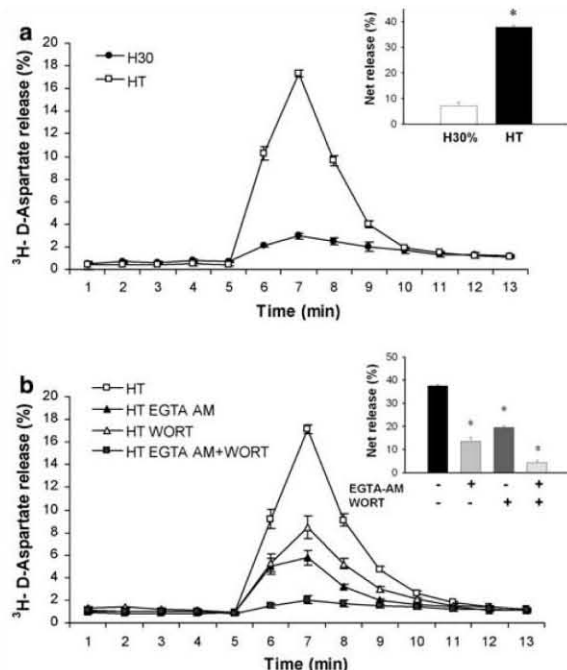 a
H30
HT
³H- D-Aspartate release (%)
20
18
16
14
12
10
8
6
4
2
0
1 2 3 4 5 6 7 8 9 10 11 12 13
Time (min)
Net release (%)
50
40
30
20
10
0
*
H30% HT
b
HT
HT EGTA AM
HT WORT
HT EGTA AM+WORT
³H- D-Aspartate release (%)
20
18
16
14
12
10
8
6
4
2
0
1 2 3 4 5 6 7 8 9 10 11 12 13
Time (min)
Net release (%)
50
40
30
20
10
0
* * *
EGTA-AM - + - +
WORT - - + +